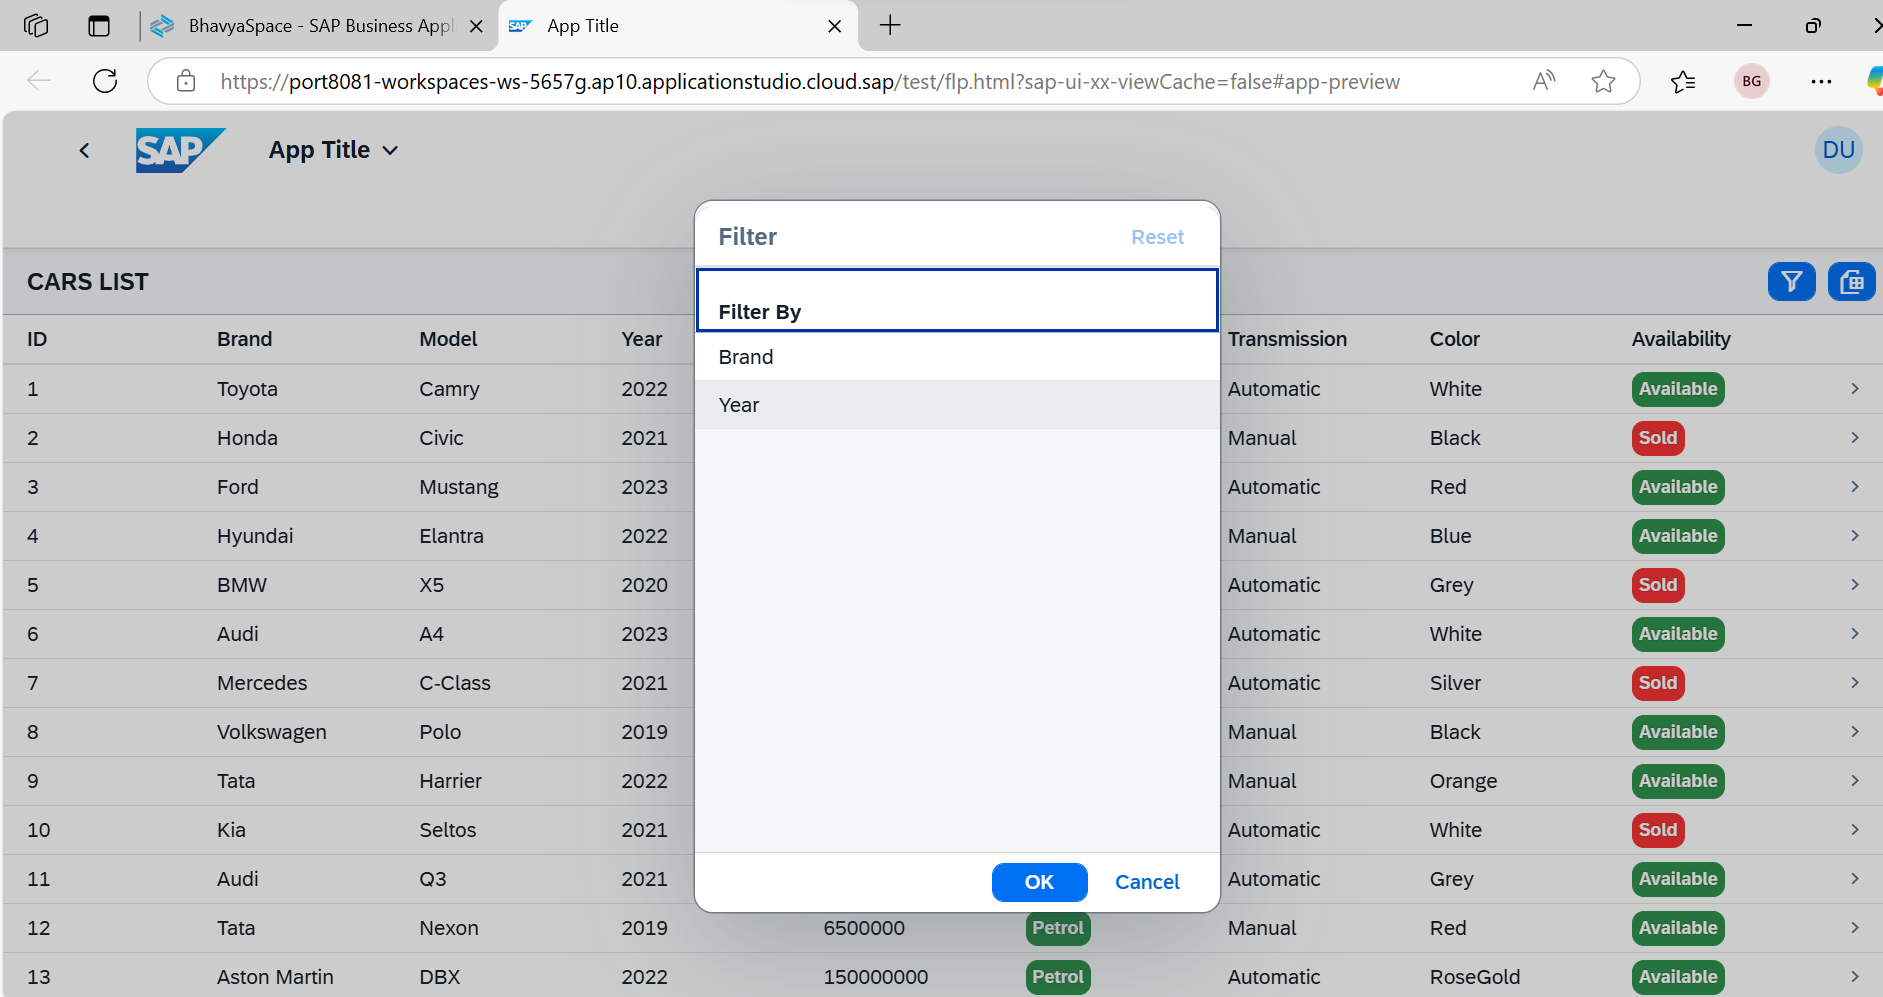 BhavyaSpace - SAP Business Appl
SAP App Title
https://port8081-workspaces-ws-5657g.ap10.applicationstudio.cloud.sap/test/flp.html?sap-ui-xx-viewCache=false#app-preview
BG
SAP App Title
DU
Filter Reset
CARS LIST
Filter By
Brand
Year
OK Cancel
ID Brand Model Year Transmission Color Availability
1 Toyota Camry 2022 Automatic White Available
2 Honda Civic 2021 Manual Black Sold
3 Ford Mustang 2023 Automatic Red Available
4 Hyundai Elantra 2022 Manual Blue Available
5 BMW X5 2020 Automatic Grey Sold
6 Audi A4 2023 Automatic White Available
7 Mercedes C-Class 2021 Automatic Silver Sold
8 Volkswagen Polo 2019 Manual Black Available
9 Tata Harrier 2022 Manual Orange Available
10 Kia Seltos 2021 Automatic White Sold
11 Audi Q3 2021 Automatic Grey Available
12 Tata Nexon 2019 6500000 Petrol Manual Red Available
13 Aston Martin DBX 2022 150000000 Petrol Automatic RoseGold Available